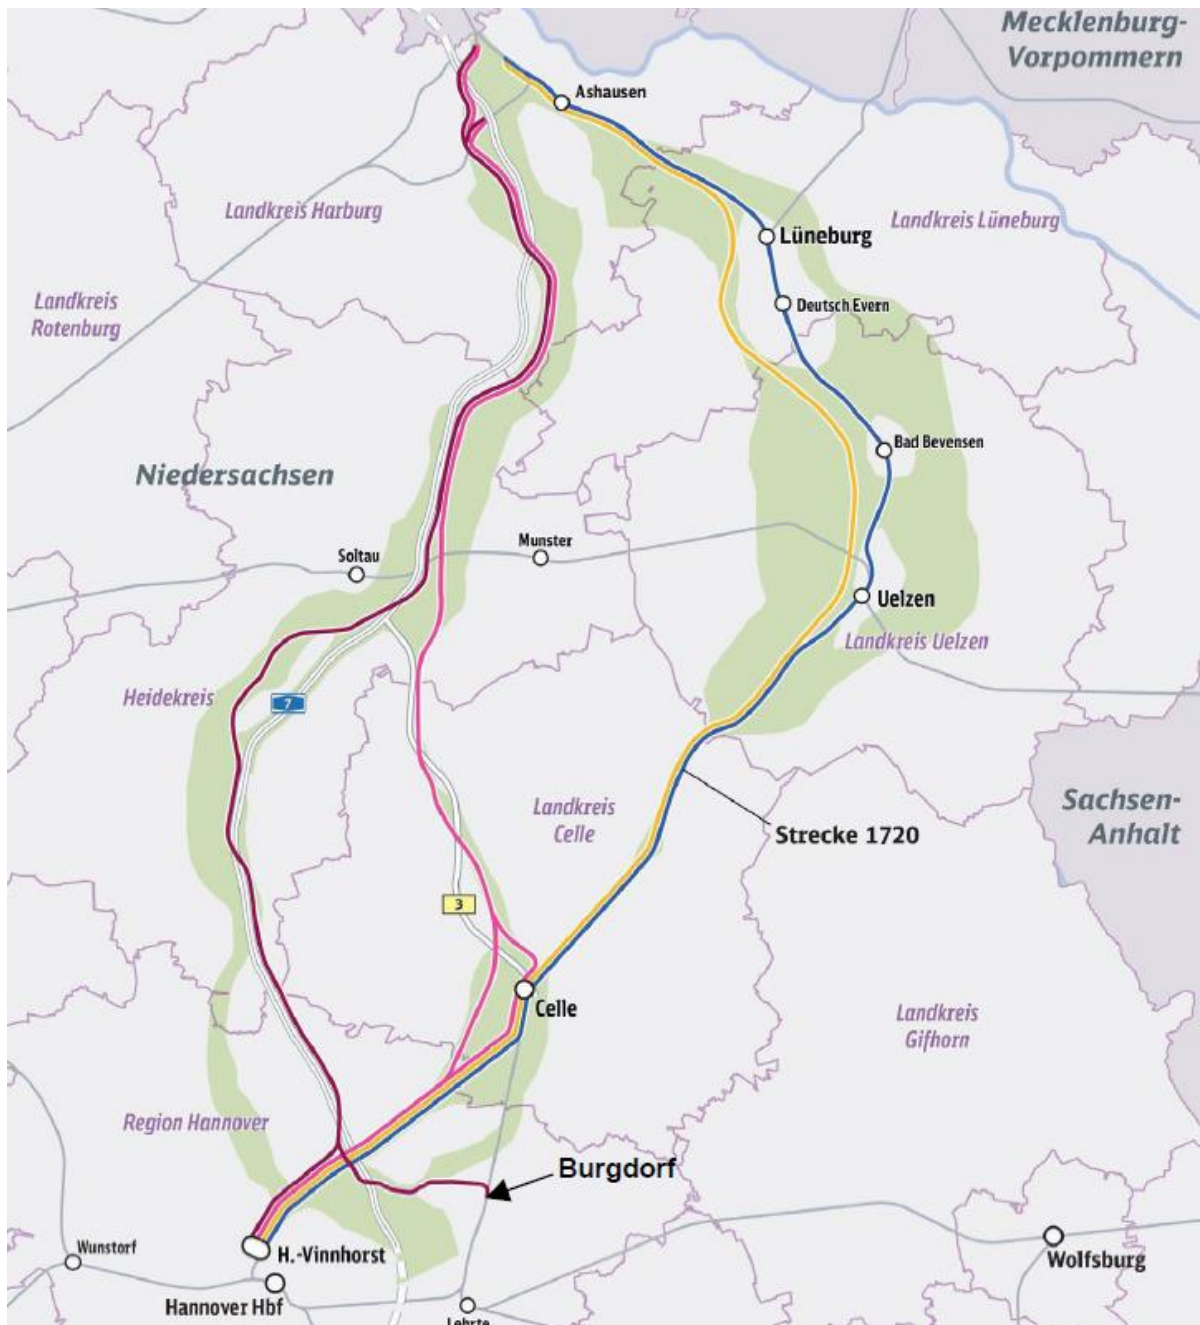 Mecklenburg-
Vorpommern
Ashausen
Landkreis Harburg
Lüneburg
Landkreis Lüneburg
Landkreis
Rotenburg
Deutsch Evern
Bad Bevensen
Niedersachsen
Munster
Soltau
Uelzen
Landkreis Uelzen
Heidekreis
7
Landkreis
Celle
Sachsen-
Anhalt
Strecke 1720
3
Celle
Landkreis
Gifhorn
Region Hannover
Burgdorf
Wunstorf
H.-Vinnhorst
Wolfsburg
Hannover Hbf
Lehrte